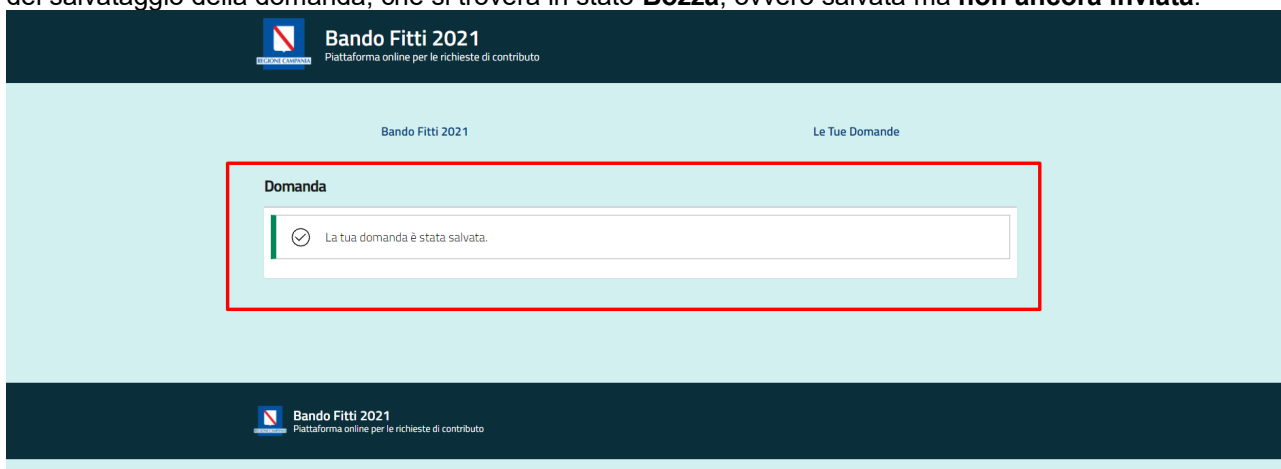 del salvataggio della domanda, che si troverà in stato Bozza, ovvero salvata ma non ancora inviata.
Bando Fitti 2021
Piattaforma online per le richieste di contributo
REGIONE CAMPANIA
Bando Fitti 2021
Le Tue Domande
Domanda
La tua domanda è stata salvata.
Bando Fitti 2021
Piattaforma online per le richieste di contributo